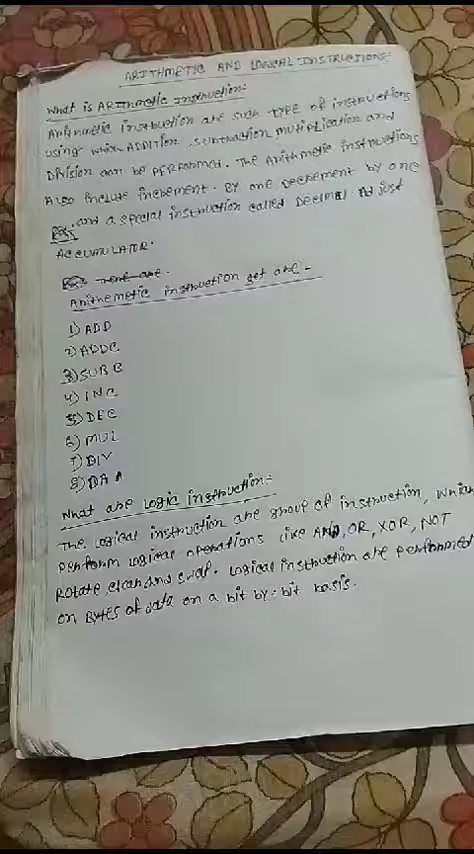 ARITHMETIC AND LOGICAL INSTRUCTIONS:-
What is ARITHmetic Instruction:-
Arithmetic instruction are such type of instructions
using which ADDITION, subtraction multiplication and
Division can be PERFORMED. The Arithmetic instructions
Also include increment. BY one Decrement by one
and a special instruction called Decimal Adjust
ACCUMULATOR.
Arithemetic instruction set are -
1) ADD
2) ADDC
3) SUBB
4) INC
5) DEC
6) MUL
7) DIV
8) DA A
What are Logic instruction:-
The Logical instruction are group of instruction, which
perform logical operations like AND, OR, XOR, NOT
Rotate, clear and swap. Logical instruction are performed
on Bytes of data on a bit by-bit basis.